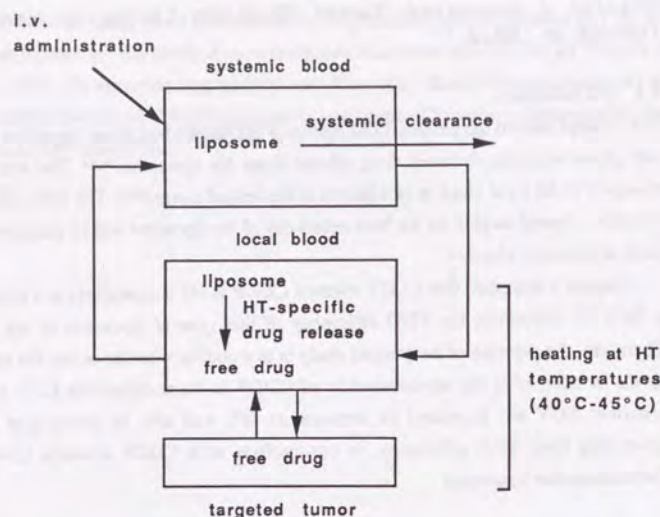 I.v.
administration
systemic blood
liposome
systemic clearance
local blood
liposome
HT-specific
drug release
free drug
heating at HT
temperatures
(40°C-45°C)
free drug
targeted tumor